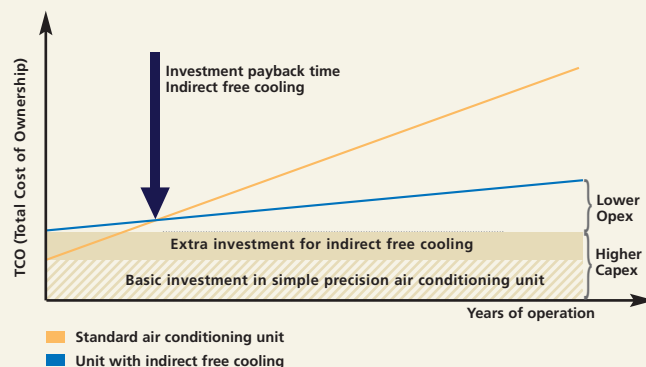 TCO (Total Cost of Ownership)
Investment payback time
Indirect free cooling
Lower
Opex
Extra investment for indirect free cooling
Higher
Capex
Basic investment in simple precision air conditioning unit
Years of operation
Standard air conditioning unit
Unit with indirect free cooling